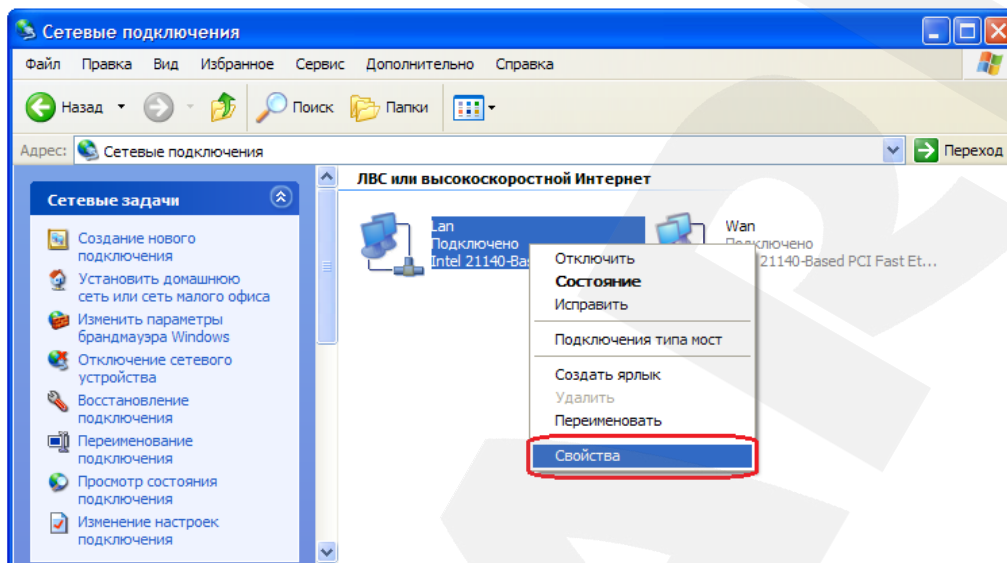 Сетевые подключения
Файл Правка Вид Избранное Сервис Дополнительно Справка
Назад Поиск Папки
Адрес: Сетевые подключения Переход
Сетевые задачи
Создание нового
подключения
Установить домашнюю
сеть или сеть малого офиса
Изменить параметры
брандмауэра Windows
Отключение сетевого
устройства
Восстановление
подключения
Переименование
подключения
Просмотр состояния
подключения
Изменение настроек
подключения
ЛВС или высокоскоростной Интернет
Lan
Подключено
Intel 21140-Bas
Wan
Подключено
21140-Based PCI Fast Et...
Отключить
Состояние
Исправить
Подключения типа мост
Создать ярлык
Удалить
Переименовать
Свойства